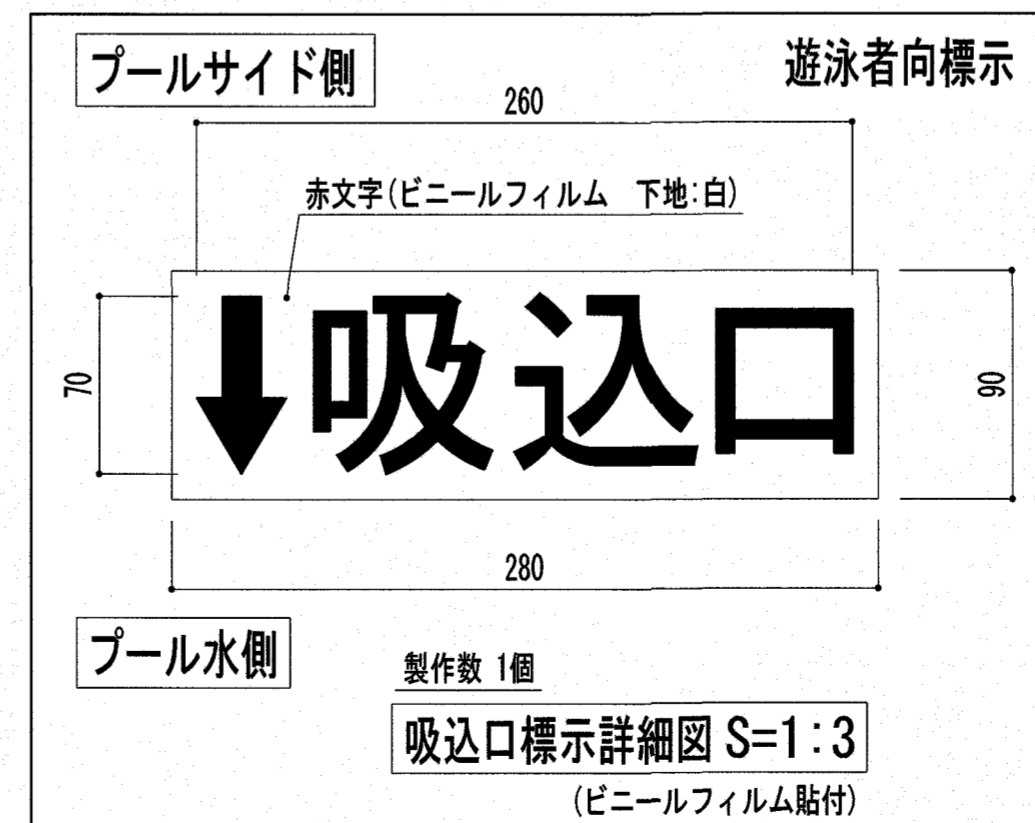 プールサイド側
遊泳者向標示
260
赤文字(ビニールフィルム　下地:白)
70
↓吸込口
90
280
プール水側
製作数 1個
吸込口標示詳細図 S=1:3
(ビニールフィルム貼付)